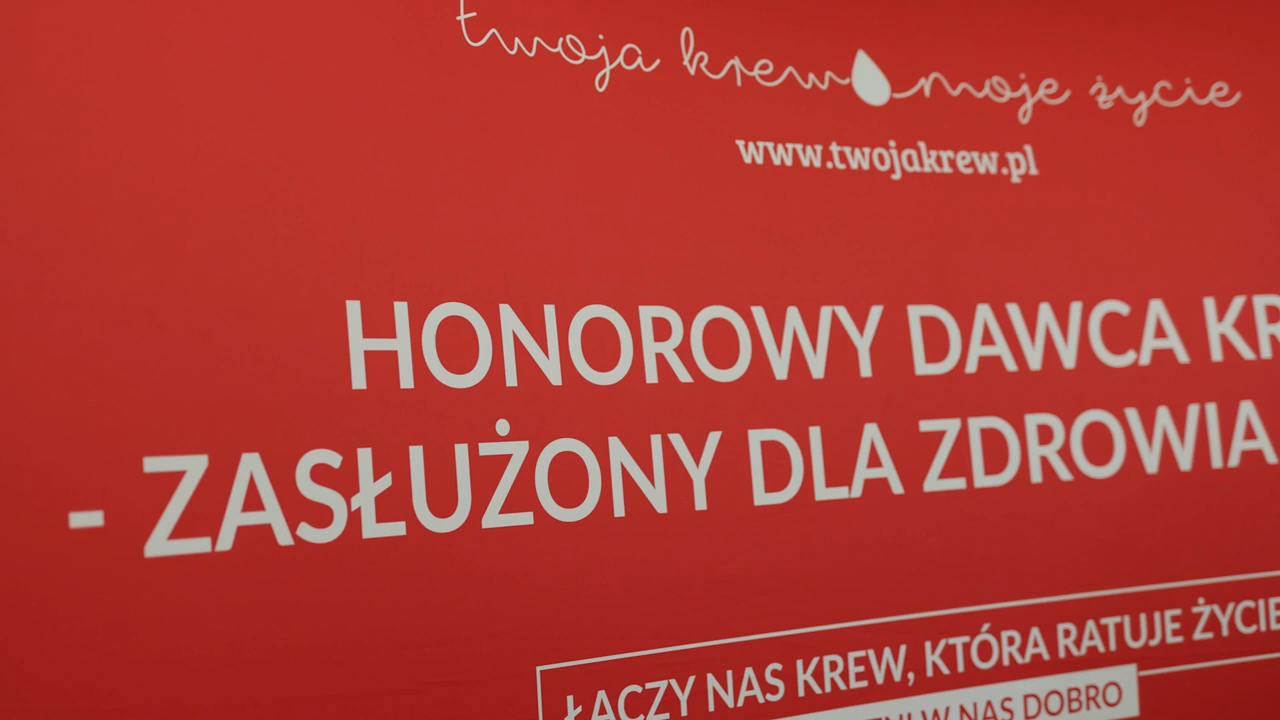 twoja krew moje życie
www.twojakrew.pl
HONOROWY DAWCA KR
- ZASŁUŻONY DLA ZDROWIA
ŁĄCZY NAS KREW, KTÓRA RATUJE ŻYCIE
W NAS DOBRO